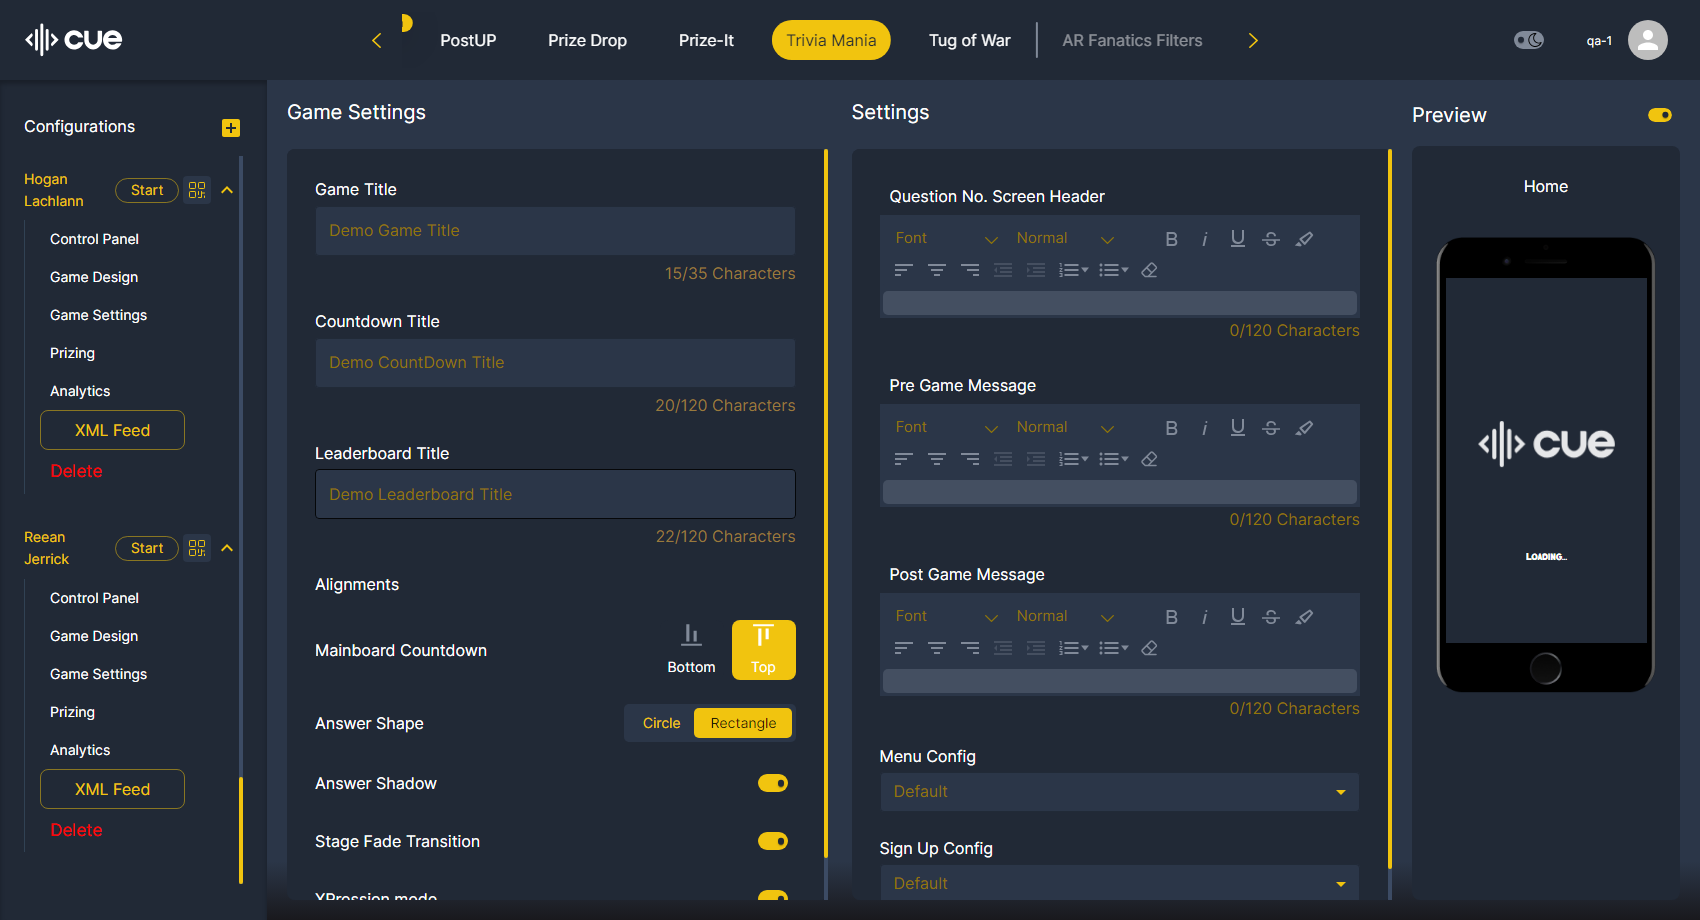 cue
PostUP
Prize Drop
Prize-It
Trivia Mania
Tug of War
AR Fanatics Filters
qa-1
Configurations
Hogan
Lachlann
Start
Control Panel
Game Design
Game Settings
Prizing
Analytics
XML Feed
Delete
Reean
Jerrick
Start
Control Panel
Game Design
Game Settings
Prizing
Analytics
XML Feed
Delete
Game Settings
Game Title
Demo Game Title
15/35 Characters
Countdown Title
Demo CountDown Title
20/120 Characters
Leaderboard Title
Demo Leaderboard Title
22/120 Characters
Alignments
Mainboard Countdown
Bottom
Top
Answer Shape
Circle
Rectangle
Answer Shadow
Stage Fade Transition
XPression mode
Settings
Question No. Screen Header
Font
Normal
B
i
U
S
0/120 Characters
Pre Game Message
Font
Normal
B
i
U
S
0/120 Characters
Post Game Message
Font
Normal
B
i
U
S
0/120 Characters
Menu Config
Default
Sign Up Config
Default
Preview
Home
cue
LOADING...